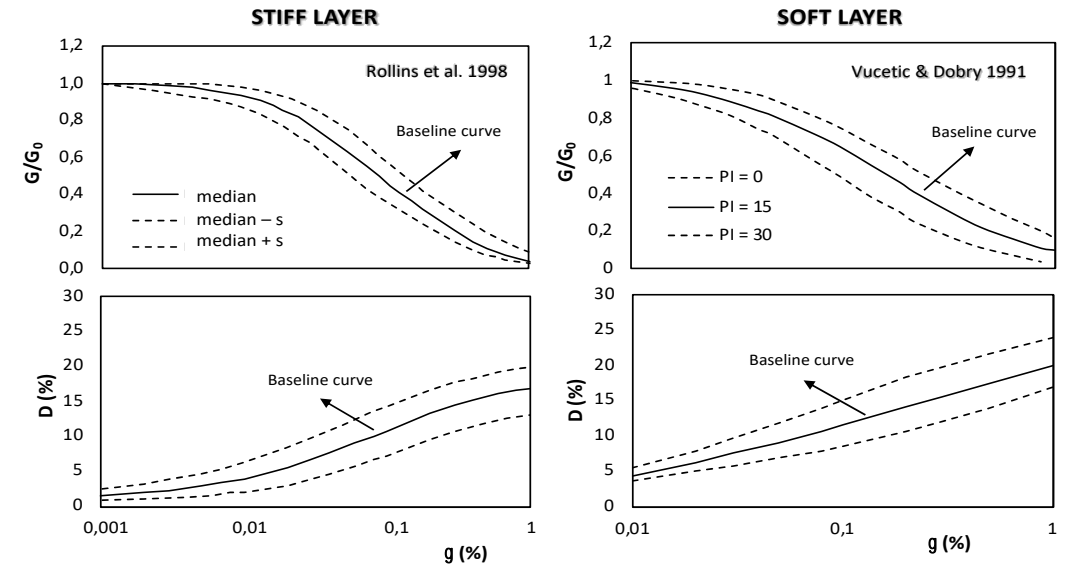 STIFF LAYER
1,2
1,0
0,8
0,6
0,4
0,2
0,0
G/G0
Rollins et al. 1998
Baseline curve
median
median – s
median + s
30
25
20
15
10
5
0
D (%)
Baseline curve
0,001
0,01
0,1
1
g (%)
SOFT LAYER
1,2
1
0,8
0,6
0,4
0,2
0
G/G0
Vucetic & Dobry 1991
Baseline curve
PI = 0
PI = 15
PI = 30
30
25
20
15
10
5
0
D (%)
Baseline curve
0,01
0,1
1
g (%)